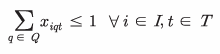 ∑_{q ∈ Q} x_{iqt} ≤ 1 ∀ i ∈ I, t ∈ T